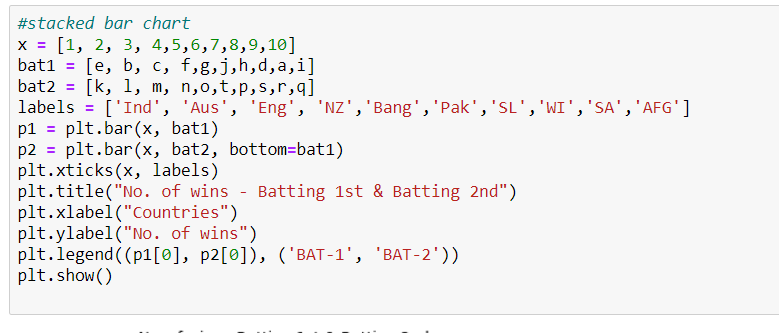 #stacked bar chart
x = [1, 2, 3, 4,5,6,7,8,9,10]
bat1 = [e, b, c, f,g,j,h,d,a,i]
bat2 = [k, l, m, n,o,t,p,s,r,q]
labels = ['Ind', 'Aus', 'Eng', 'NZ','Bang','Pak','SL','WI','SA','AFG']
p1 = plt.bar(x, bat1)
p2 = plt.bar(x, bat2, bottom=bat1)
plt.xticks(x, labels)
plt.title("No. of wins - Batting 1st & Batting 2nd")
plt.xlabel("Countries")
plt.ylabel("No. of wins")
plt.legend((p1[0], p2[0]), ('BAT-1', 'BAT-2'))
plt.show()